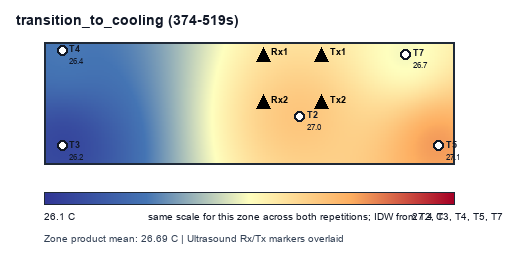 transition_to_cooling (374-519s)
T4
26.4
Rx1
Tx1
T7
26.7
Rx2
Tx2
T2
27.0
T3
26.2
T5
27.1
26.1 C
same scale for this zone across both repetitions; IDW from T2, T3, T4, T5, T7
Zone product mean: 26.69 C | Ultrasound Rx/Tx markers overlaid